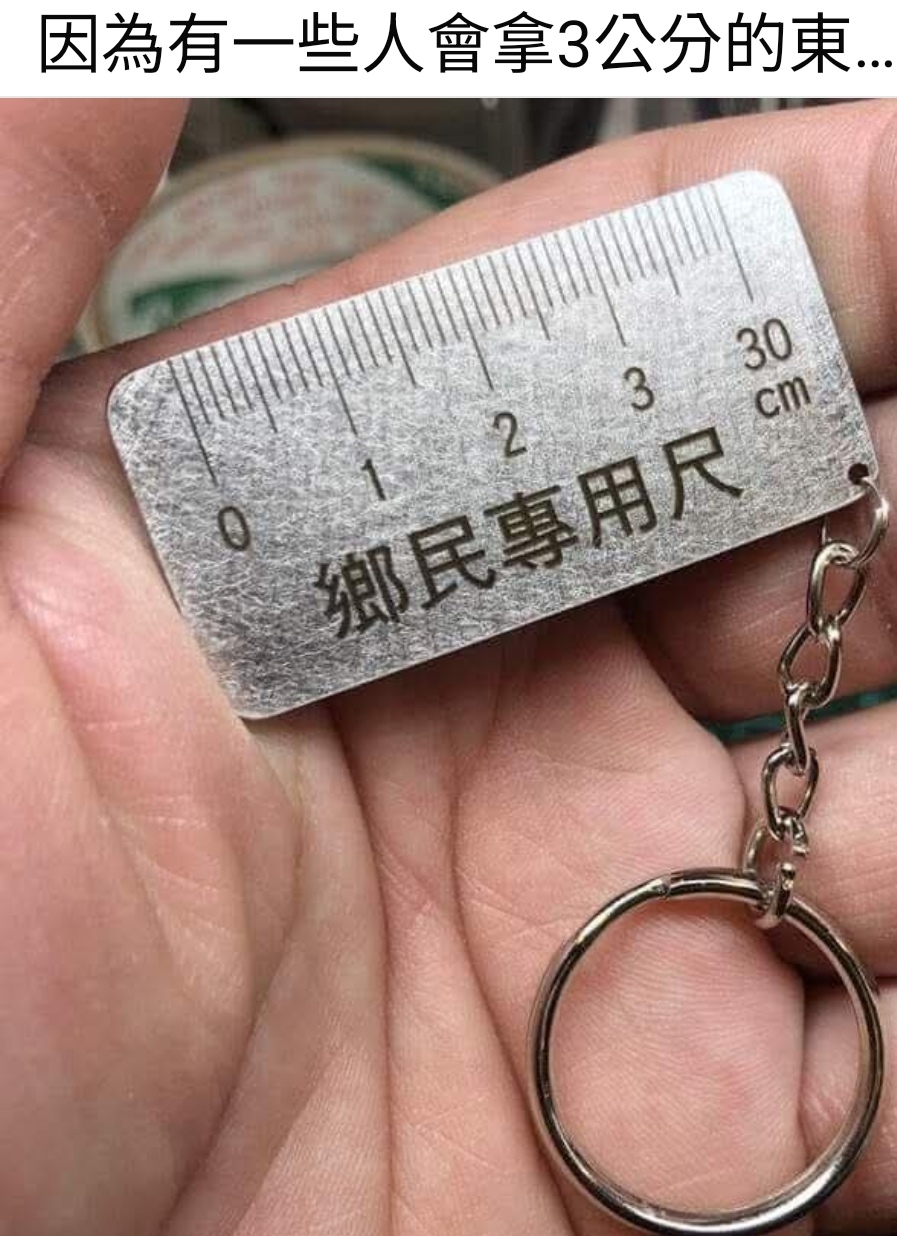 因為有一些人會拿3公分的東...
0 1 2 3 30
cm
鄉民專用尺